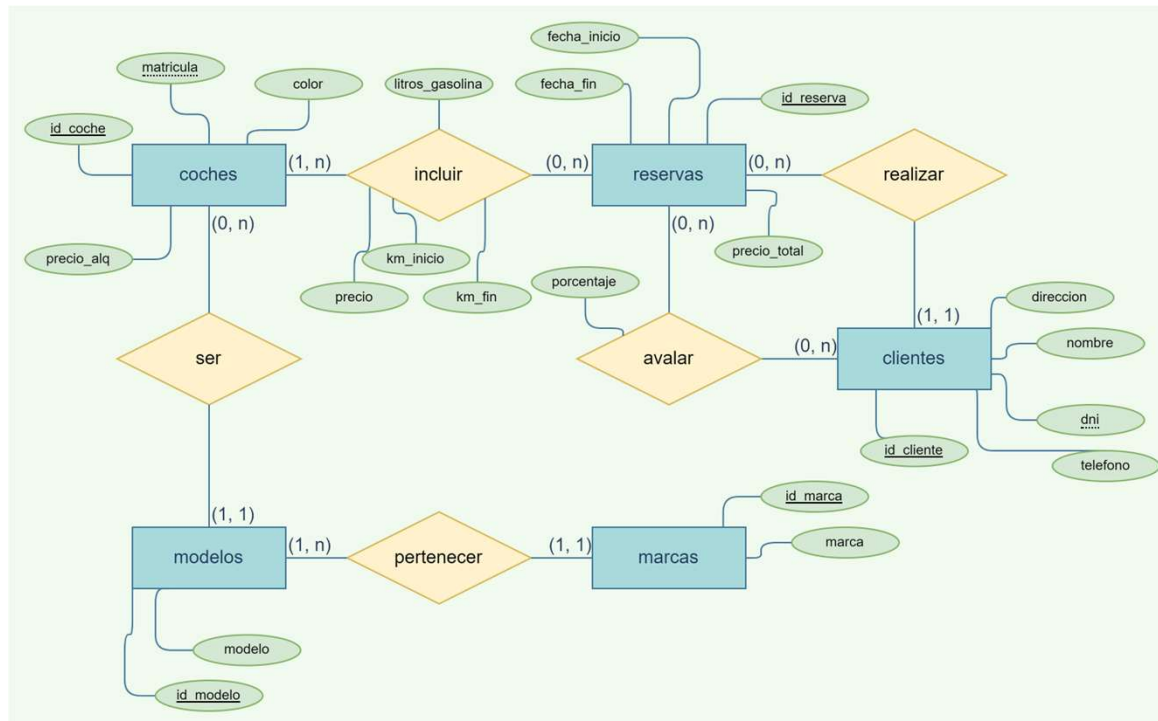 fecha_inicio
matricula
color
litros_gasolina
fecha_fin
id_reserva
id_coche
coches
(1, n)
incluir
(0, n)
reservas
(0, n)
realizar
(0, n)
(0, n)
precio_alq
km_inicio
precio_total
precio
km_fin
porcentaje
direccion
(1, 1)
ser
avalar
(0, n)
clientes
nombre
dni
id_cliente
telefono
(1, 1)
modelos
(1, n)
pertenecer
(1, 1)
marcas
id_marca
marca
modelo
id_modelo